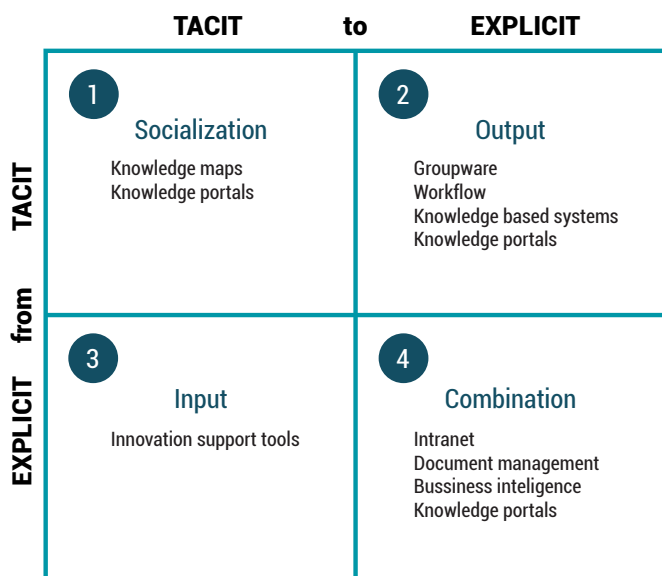 TACIT to EXPLICIT
TACIT
from
EXPLICIT
1
Socialization
Knowledge maps
Knowledge portals
2
Output
Groupware
Workflow
Knowledge based systems
Knowledge portals
3
Input
Innovation support tools
4
Combination
Intranet
Document management
Bussiness inteligence
Knowledge portals